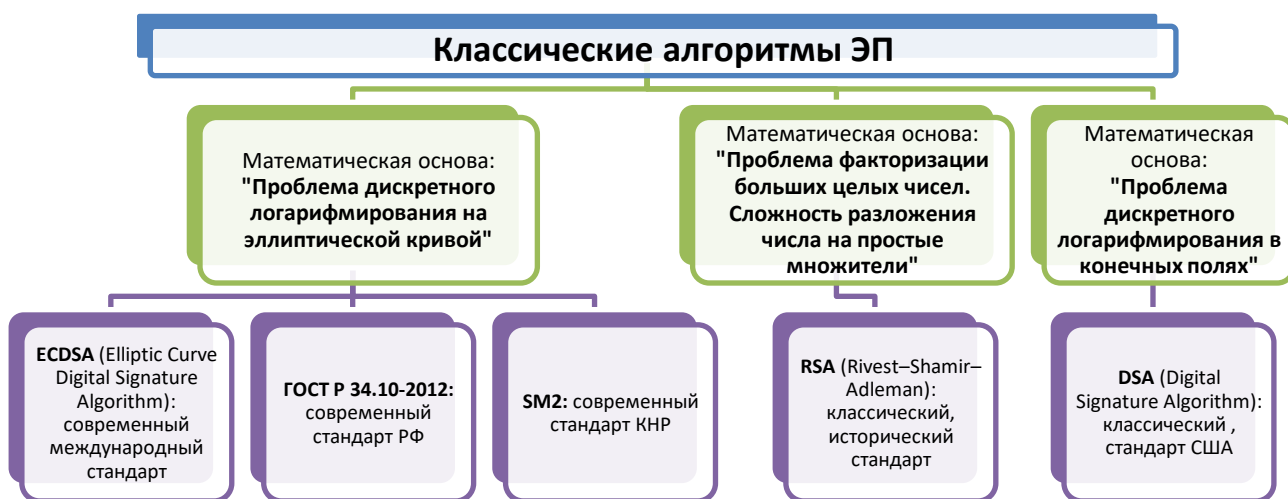 Классические алгоритмы ЭП
Математическая основа:
"Проблема дискретного
логарифмирования на
эллиптической кривой"
Математическая основа:
"Проблема факторизации
больших целых чисел.
Сложность разложения
числа на простые
множители"
Математическая
основа:
"Проблема
дискретного
логарифмирования в
конечных полях"
ECDSA (Elliptic Curve
Digital Signature
Algorithm):
современный
международный
стандарт
ГОСТ Р 34.10-2012:
современный
стандарт РФ
SM2: современный
стандарт КНР
RSA (Rivest–Shamir–
Adleman):
классический,
исторический
стандарт
DSA (Digital
Signature Algorithm):
классический ,
стандарт США